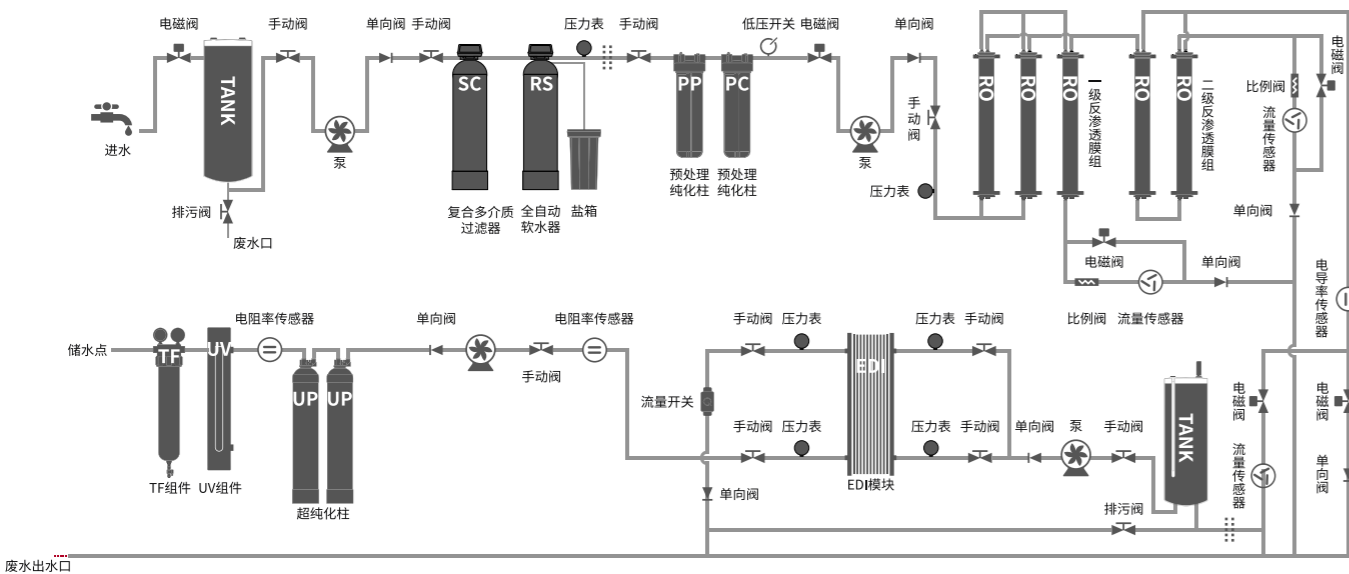 电磁阀
手动阀
单向阀
手动阀
压力表
手动阀
低压开关
电磁阀
单向阀
电磁阀
TANK
SC
RS
PP
PC
RO
RO
RO
RO
RO
一级反渗透膜组
二级反渗透膜组
比例阀
流量传感器
手动阀
进水
泵
泵
预处理
纯化柱
预处理
纯化柱
压力表
排污阀
废水口
复合多介质
过滤器
全自动
软水器
盐箱
单向阀
电磁阀
单向阀
比例阀
流量传感器
电导率传感器
储水点
TF
UV
电阻率传感器
单向阀
电阻率传感器
手动阀
压力表
压力表
手动阀
手动阀
UP
UP
EDI
流量开关
手动阀
压力表
压力表
手动阀
单向阀
泵
手动阀
TANK
电磁阀
电磁阀
流量传感器
单向阀
TF组件
UV组件
超纯化柱
EDI模块
单向阀
排污阀
废水出水口